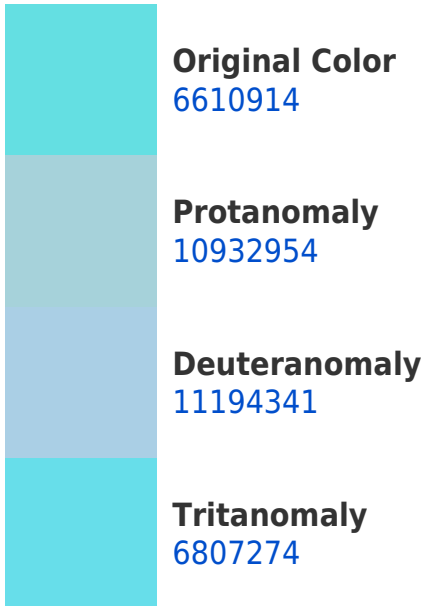 Original Color
6610914
Protanomaly
10932954
Deuteranomaly
11194341
Tritanomaly
6807274